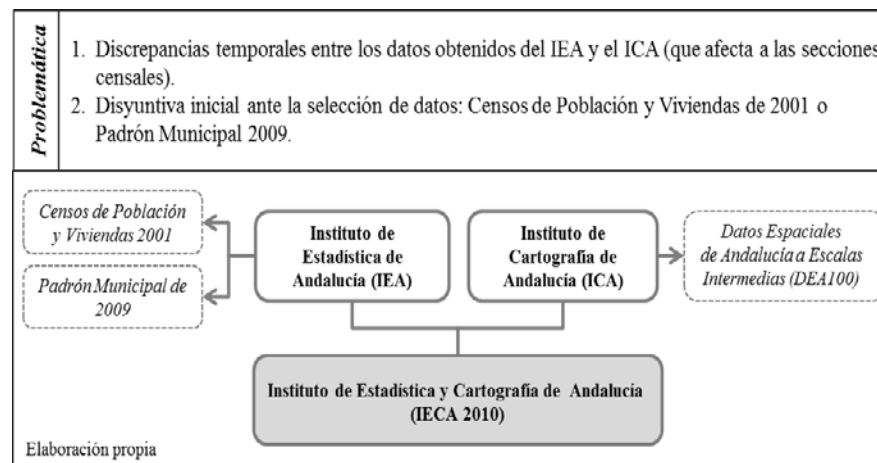 Problemática
1. Discrepancias temporales entre los datos obtenidos del IEA y el ICA (que afecta a las secciones
censales).
2. Disyuntiva inicial ante la selección de datos: Censos de Población y Viviendas de 2001 o
Padrón Municipal 2009.
Censos de Población
y Viviendas 2001
Padrón Municipal de
2009
Instituto de
Estadística de
Andalucía (IEA)
Instituto de
Cartografía de
Andalucía (ICA)
Datos Espaciales
de Andalucía a Escalas
Intermedias (DEA100)
Instituto de Estadística y Cartografía de Andalucía
(IECA 2010)
Elaboración propia